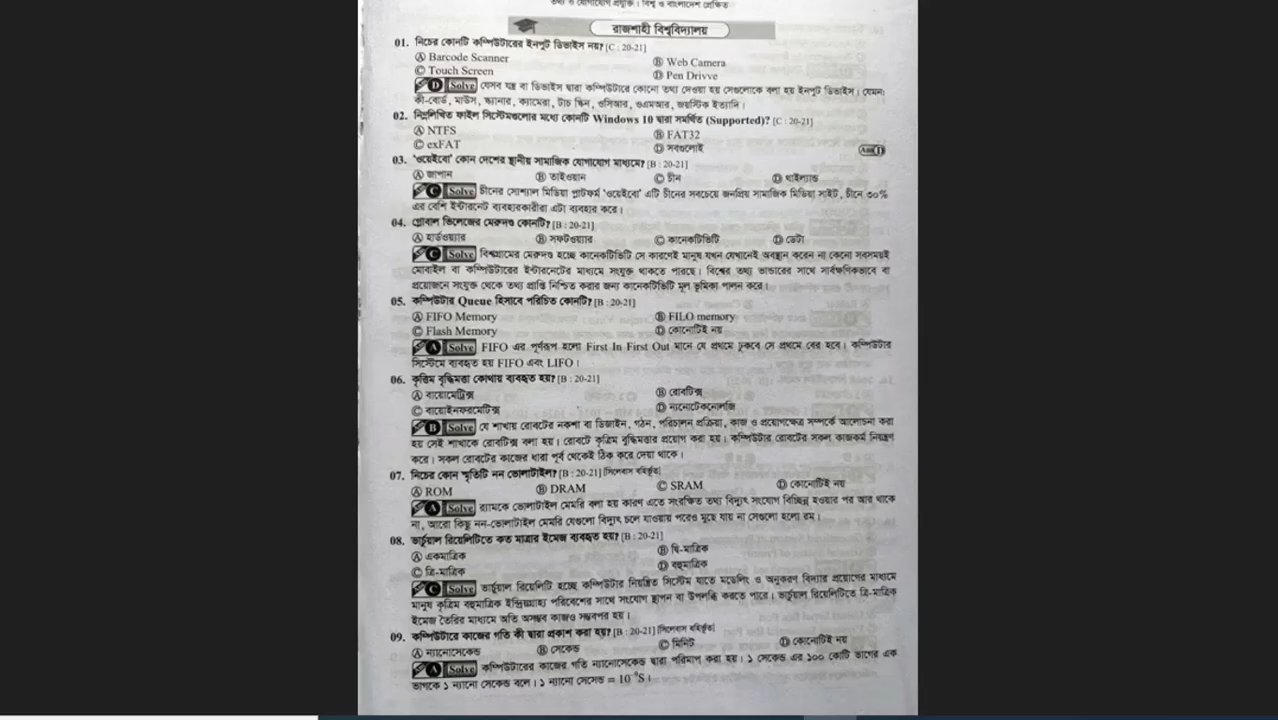 তথ্য ও যোগাযোগ প্রযুক্তি : বিশ্ব ও বাংলাদেশ প্রেক্ষিত
রাজশাহী বিশ্ববিদ্যালয়
01. নিচের কোনটি কম্পিউটারের ইনপুট ডিভাইস নয়? [C : 20-21]
Ⓐ Barcode Scanner Ⓑ Web Camera
Ⓒ Touch Screen Ⓓ Pen Drivve
D Solve যেসব যন্ত্র বা ডিভাইস দ্বারা কম্পিউটারে কোনো তথ্য দেওয়া হয় সেগুলোকে বলা হয় ইনপুট ডিভাইস। যেমন:
কী-বোর্ড, মাউস, স্ক্যানার, ক্যামেরা, টাচ স্কিন, ওসিআর, ওএমআর, জয়স্টিক ইত্যাদি।
02. নিম্নলিখিত ফাইল সিস্টেমগুলোর মধ্যে কোনটি Windows 10 দ্বারা সমর্থিত (Supported)? [C : 20-21]
Ⓐ NTFS Ⓑ FAT32
Ⓒ exFAT Ⓓ সবগুলোই Ans D
03. 'ওয়েইবো' কোন দেশের স্থানীয় সামাজিক যোগাযোগ মাধ্যমে? [B : 20-21]
Ⓐ জাপান Ⓑ তাইওয়ান Ⓒ চীন Ⓓ থাইল্যান্ড
C Solve চীনের সোশ্যাল মিডিয়া প্লাটফর্ম 'ওয়েইবো' এটি চীনের সবচেয়ে জনপ্রিয় সামাজিক মিডিয়া সাইট, চীনে ৩০%
এর বেশি ইন্টারনেট ব্যবহারকারীরা এটা ব্যবহার করে।
04. গ্লোবাল ভিলেজের মেরুদণ্ড কোনটি? [B : 20-21]
Ⓐ হার্ডওয়্যার Ⓑ সফটওয়্যার Ⓒ কানেকটিভিটি Ⓓ ডেটা
C Solve বিশ্বগ্রামের মেরুদণ্ড হচ্ছে কানেকটিভিটি সে কারণেই মানুষ যখন যেখানেই অবস্থান করেন না কেনো সবসময়ই
মোবাইল বা কম্পিউটারের ইন্টারনেটের মাধ্যমে সংযুক্ত থাকতে পারছে। বিশ্বের তথ্য ভান্ডারের সাথে সার্বক্ষণিকভাবে বা
প্রয়োজনে সংযুক্ত থেকে তথ্য প্রাপ্তি নিশ্চিত করার জন্য কানেকটিভিটি মূল ভূমিকা পালন করে।
05. কম্পিউটার Queue হিসাবে পরিচিত কোনটি? [B : 20-21]
Ⓐ FIFO Memory Ⓑ FILO memory
Ⓒ Flash Memory Ⓓ কোনোটিই নয়
A Solve FIFO এর পূর্ণরূপ হলো First In First Out মানে যে প্রথমে ঢুকবে সে প্রথমে বের হবে। কম্পিউটার
সিস্টেমে ব্যবহৃত হয় FIFO এবং LIFO।
06. কৃত্তিম বৃদ্ধিমত্তা কোথায় ব্যবহৃত হয়? [B : 20-21]
Ⓐ বায়োমেট্রিক্স Ⓑ রোবটিক্স
Ⓒ বায়োইনফরমেটিক্স Ⓓ ন্যানোটেকনোলজি
B Solve যে শাখায় রোবটের নকশা বা ডিজাইন, গঠন, পরিচালন প্রক্রিয়া, কাজ ও প্রয়োগক্ষেত্র সম্পর্কে আলোচনা করা
হয় সেই শাখাকে রোবটিক্স বলা হয়। রোবটে কৃত্রিম বুদ্ধিমত্তার প্রয়োগ করা হয়। কম্পিউটার রোবটের সকল কাজকর্ম নিয়ন্ত্রণ
করে। সকল রোবটের কাজের ধারা পূর্ব থেকেই ঠিক করে দেয়া থাকে।
07. নিচের কোন স্মৃতিটি নন ভোলাটাইল? [B : 20-21] [সিলেবাস বহির্ভূত]
Ⓐ ROM Ⓑ DRAM Ⓒ SRAM Ⓓ কোনোটিই নয়
A Solve র‍্যামকে ভোলাটাইল মেমরি বলা হয় কারণ এতে সংরক্ষিত তথ্য বিদ্যুৎ সংযোগ বিচ্ছিন্ন হওয়ার পর আর থাকে
না, আরো কিছু নন-ভোলাটাইল মেমরি যেগুলো বিদ্যুৎ চলে যাওয়ায় পরেও মুছে যায় না সেগুলো হলো রম।
08. ভার্চুয়াল রিয়েলিটিতে কত মাত্রার ইমেজ ব্যবহৃত হয়? [B : 20-21]
Ⓐ একমাত্রিক Ⓑ দ্বি-মাত্রিক
Ⓒ ত্রি-মাত্রিক Ⓓ বহুমাত্রিক
C Solve ভার্চুয়াল রিয়েলিটি হচ্ছে কম্পিউটার নিয়ন্ত্রিত সিস্টেম যাতে মডেলিং ও অনুকরণ বিদ্যার প্রয়োগের মাধ্যমে
মানুষ কৃত্রিম বহুমাত্রিক ইন্দ্রিয়গ্রাহ্য পরিবেশের সাথে সংযোগ স্থাপন বা উপলব্ধি করতে পারে। ভার্চুয়াল রিয়েলিটিতে ত্রি-মাত্রিক
ইমেজ তৈরির মাধ্যমে অতি অসম্ভব কাজও সম্ভবপর হয়।
09. কম্পিউটারে কাজের গতি কী দ্বারা প্রকাশ করা হয়? [B : 20-21] [সিলেবাস বহির্ভূত]
Ⓐ ন্যানোসেকেন্ড Ⓑ সেকেন্ড Ⓒ মিনিট Ⓓ কোনোটিই নয়
A Solve কম্পিউটারের কাজের গতি ন্যানোসেকেন্ড দ্বারা পরিমাপ করা হয়। ১ সেকেন্ড এর ১০০ কোটি ভাগের এক
ভাগকে ১ ন্যানো সেকেন্ড বলে। ১ ন্যানো সেসেন্ড = 10⁻⁹S।